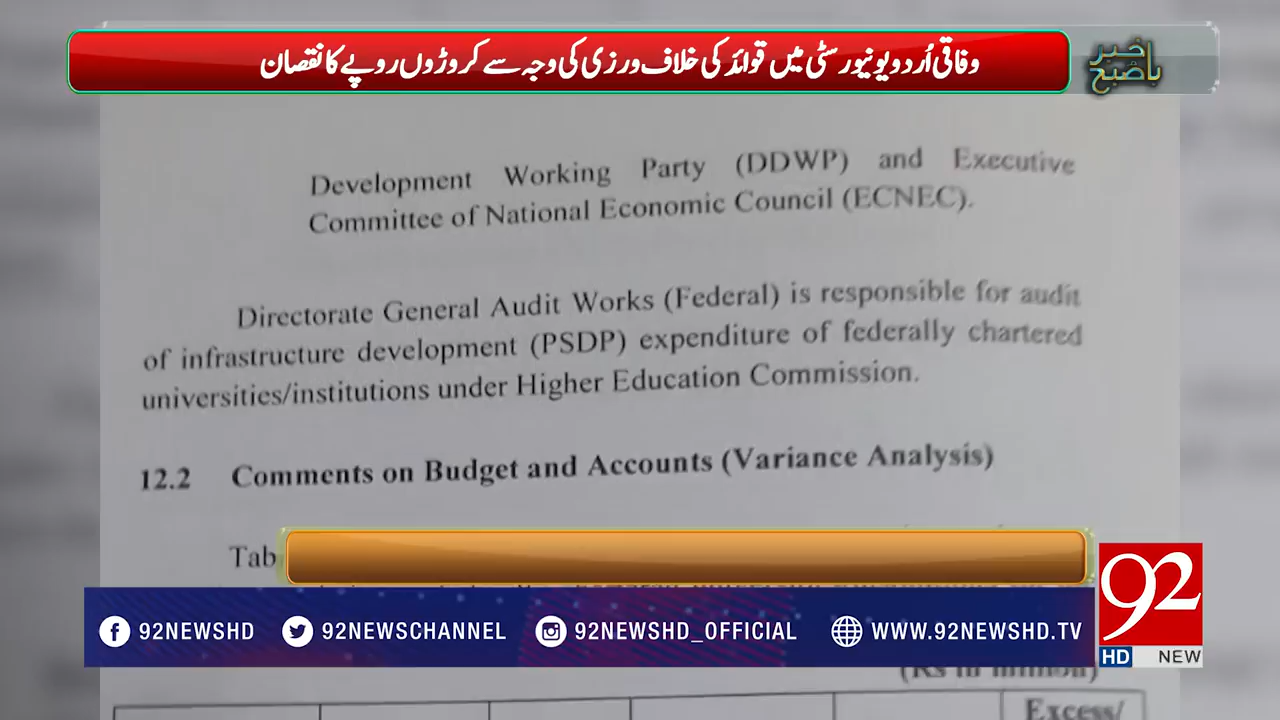 وفاقی اُردو یونیورسٹی میں قوائد کی خلاف ورزی کی وجہ سے کروڑوں روپے کا نقصان
باخبر صبح
Development Working Party (DDWP) and Executive
Committee of National Economic Council (ECNEC).
Directorate General Audit Works (Federal) is responsible for audit
of infrastructure development (PSDP) expenditure of federally chartered
universities/institutions under Higher Education Commission.
12.2 Comments on Budget and Accounts (Variance Analysis)
Tab
92NEWSHD 92NEWSCHANNEL 92NEWSHD_OFFICIAL WWW.92NEWSHD.TV
92
HD NEW
(Rs in million)
Excess/